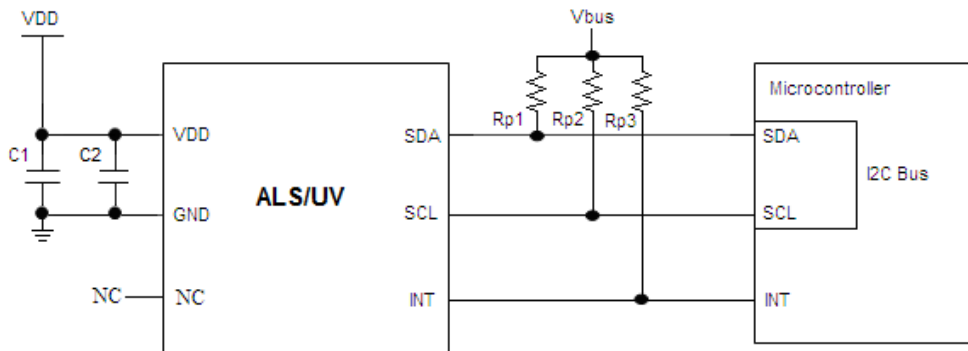 VDD
Vbus
Microcontroller
Rp1
Rp2
Rp3
VDD
SDA
SDA
C1
C2
I2C Bus
ALS/UV
GND
SCL
SCL
NC
NC
INT
INT